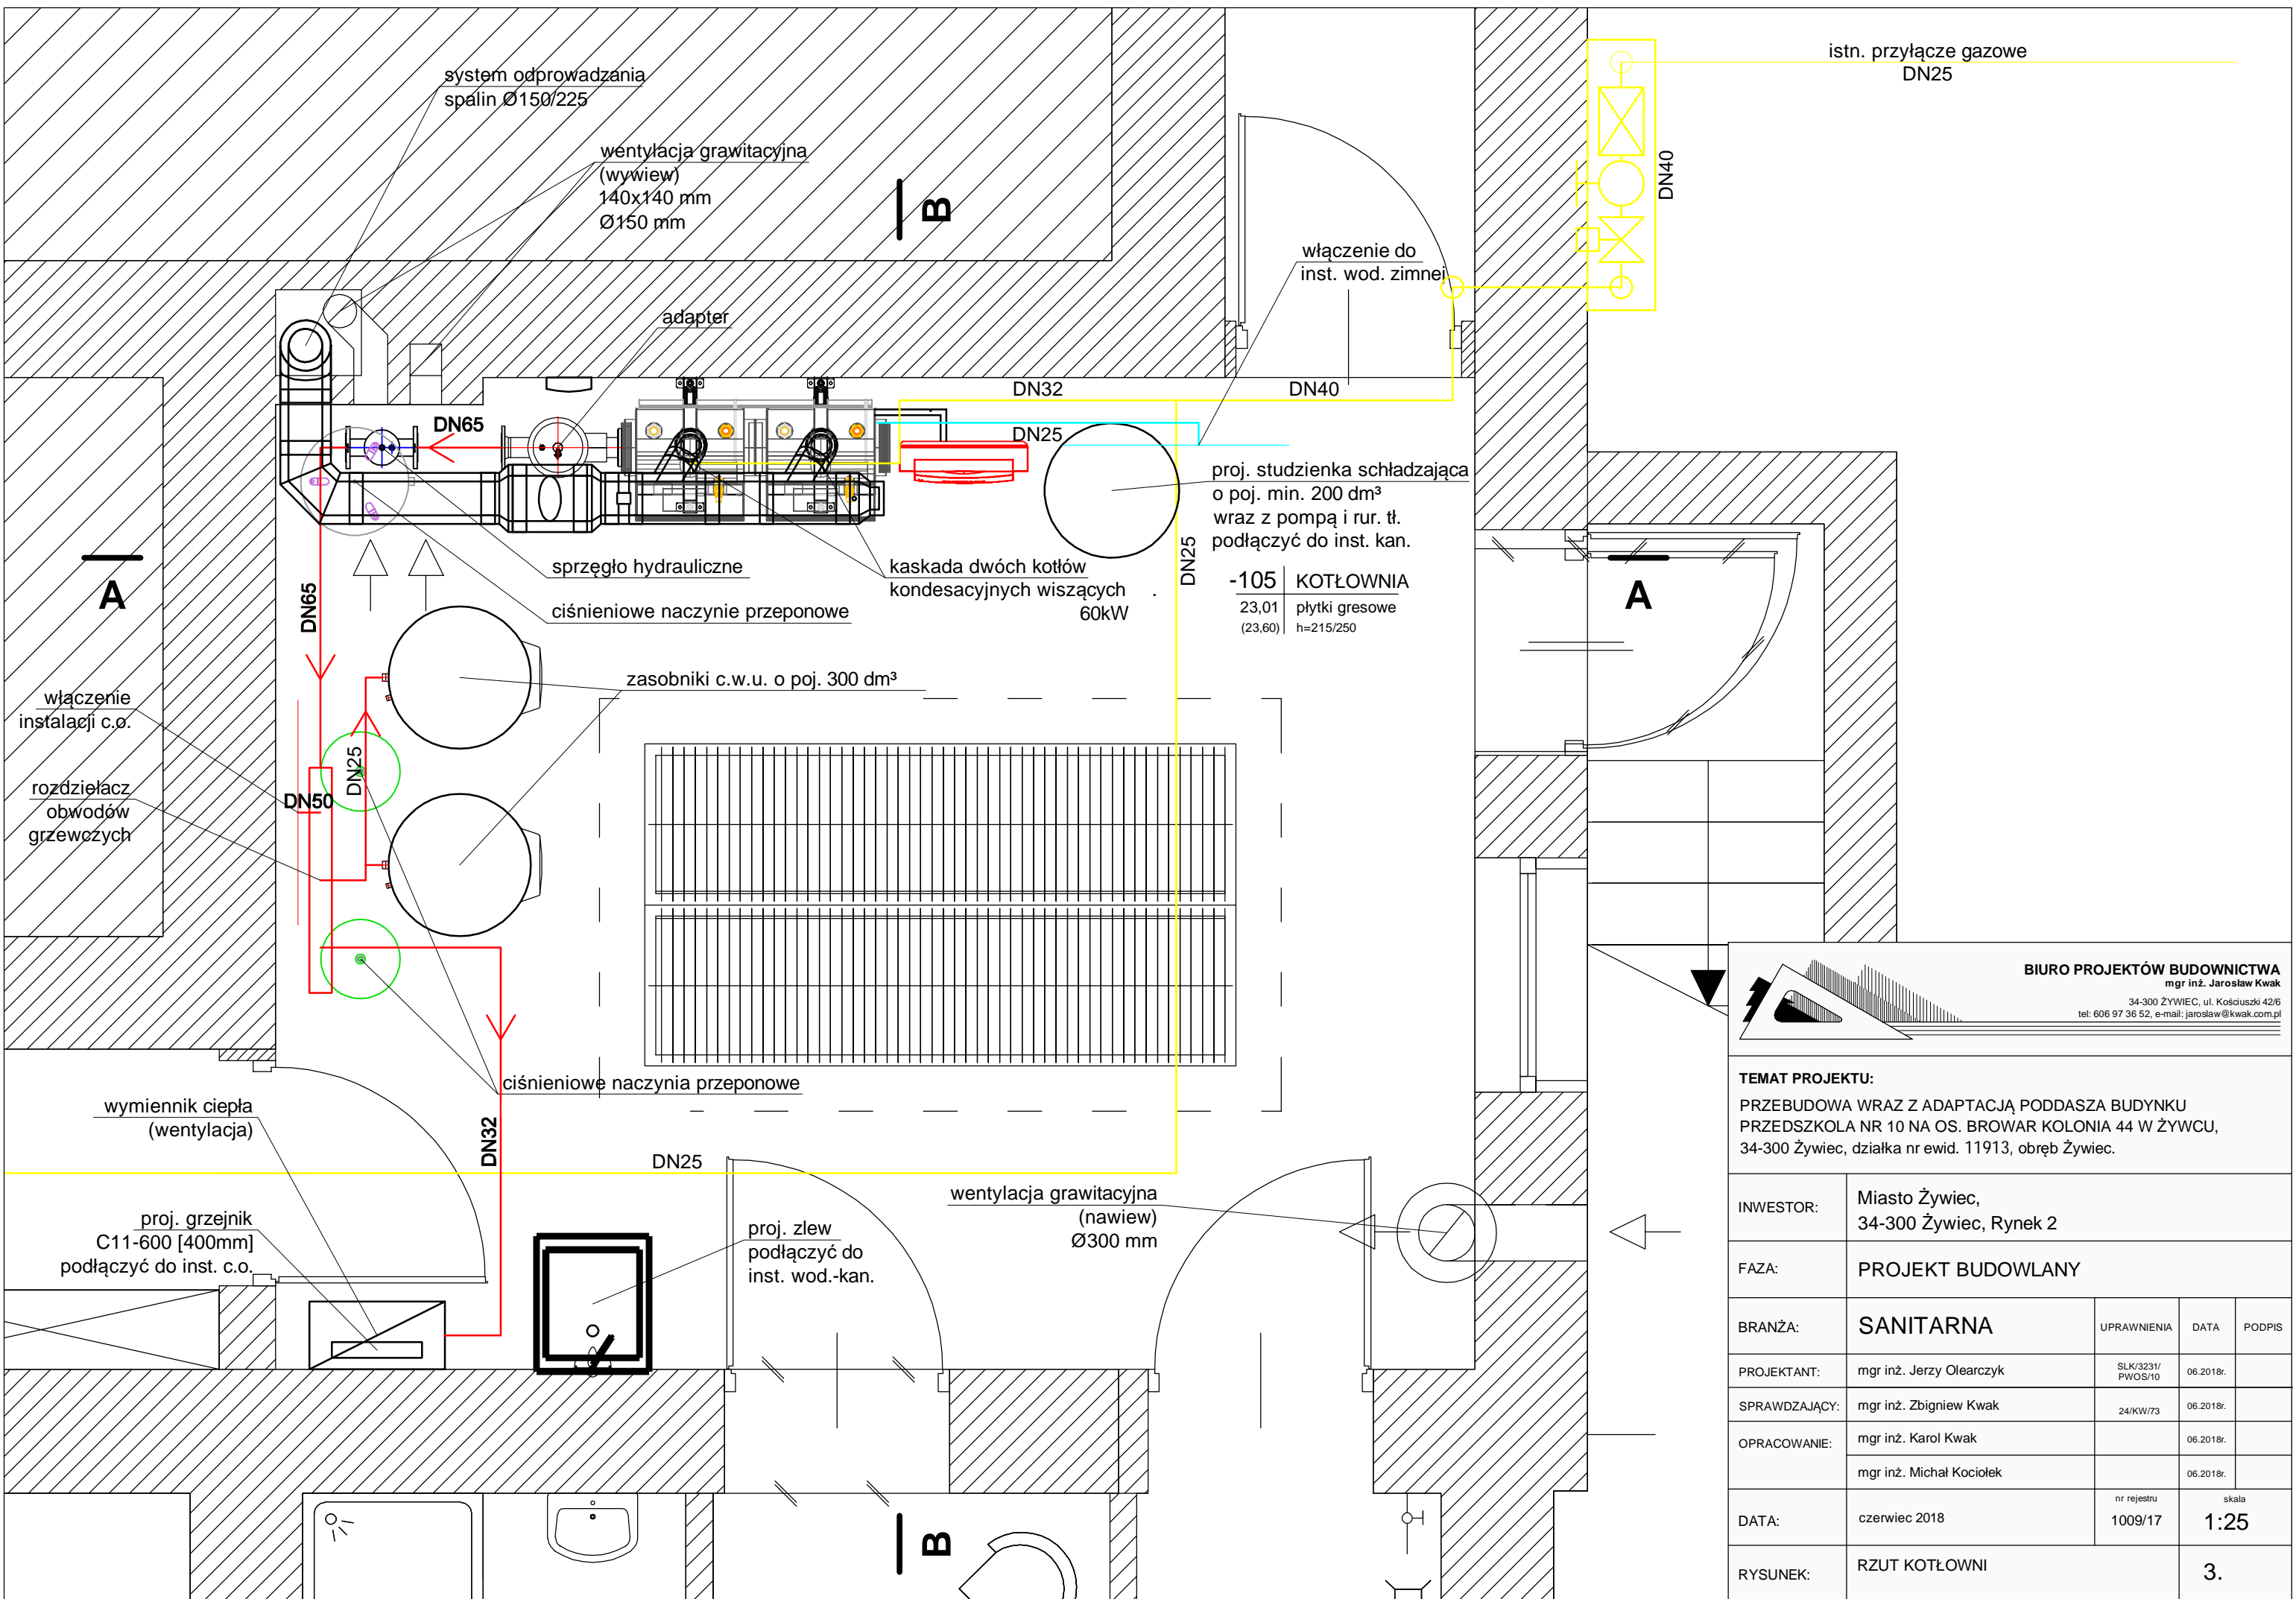 system odprowadzania
spalin Ø150/225
wentylacja grawitacyjna
(wywiew)
140x140 mm
Ø150 mm
B
istn. przyłącze gazowe
DN25
DN40
włączenie do
inst. wod. zimnej
adapter
DN65
DN32
DN40
DN25
proj. studzienka schładzająca
o poj. min. 200 dm³
wraz z pompą i rur. tł.
podłączyć do inst. kan.
DN25
A
sprzęgło hydrauliczne
ciśnieniowe naczynie przeponowe
kaskada dwóch kotłów
kondesacyjnych wiszących .
60kW
-105 KOTŁOWNIA
23,01 płytki gresowe
(23,60) h=215/250
A
DN65
zasobniki c.w.u. o poj. 300 dm³
włączenie
instalacji c.o.
DN25
rozdzielacz
obwodów
grzewczych
DN50
ciśnieniowe naczynia przeponowe
wymiennik ciepła
(wentylacja)
DN32
DN25
proj. grzejnik
C11-600 [400mm]
podłączyć do inst. c.o.
proj. zlew
podłączyć do
inst. wod.-kan.
wentylacja grawitacyjna
(nawiew)
Ø300 mm
B
BIURO PROJEKTÓW BUDOWNICTWA
mgr inż. Jarosław Kwak
34-300 ŻYWIEC, ul. Kościuszki 42/6
tel: 606 97 36 52, e-mail: jaroslaw@kwak.com.pl
TEMAT PROJEKTU:
PRZEBUDOWA WRAZ Z ADAPTACJĄ PODDASZA BUDYNKU
PRZEDSZKOLA NR 10 NA OS. BROWAR KOLONIA 44 W ŻYWCU,
34-300 Żywiec, działka nr ewid. 11913, obręb Żywiec.
INWESTOR: Miasto Żywiec,
34-300 Żywiec, Rynek 2
FAZA: PROJEKT BUDOWLANY
BRANŻA: SANITARNA UPRAWNIENIA DATA PODPIS
PROJEKTANT: mgr inż. Jerzy Olearczyk SLK/3231/ 06.2018r.
PWOS/10
SPRAWDZAJĄCY: mgr inż. Zbigniew Kwak 24/KW/73 06.2018r.
OPRACOWANIE: mgr inż. Karol Kwak 06.2018r.
mgr inż. Michał Kociołek 06.2018r.
nr rejestru skala
DATA: czerwiec 2018 1009/17 1:25
RYSUNEK: RZUT KOTŁOWNI 3.